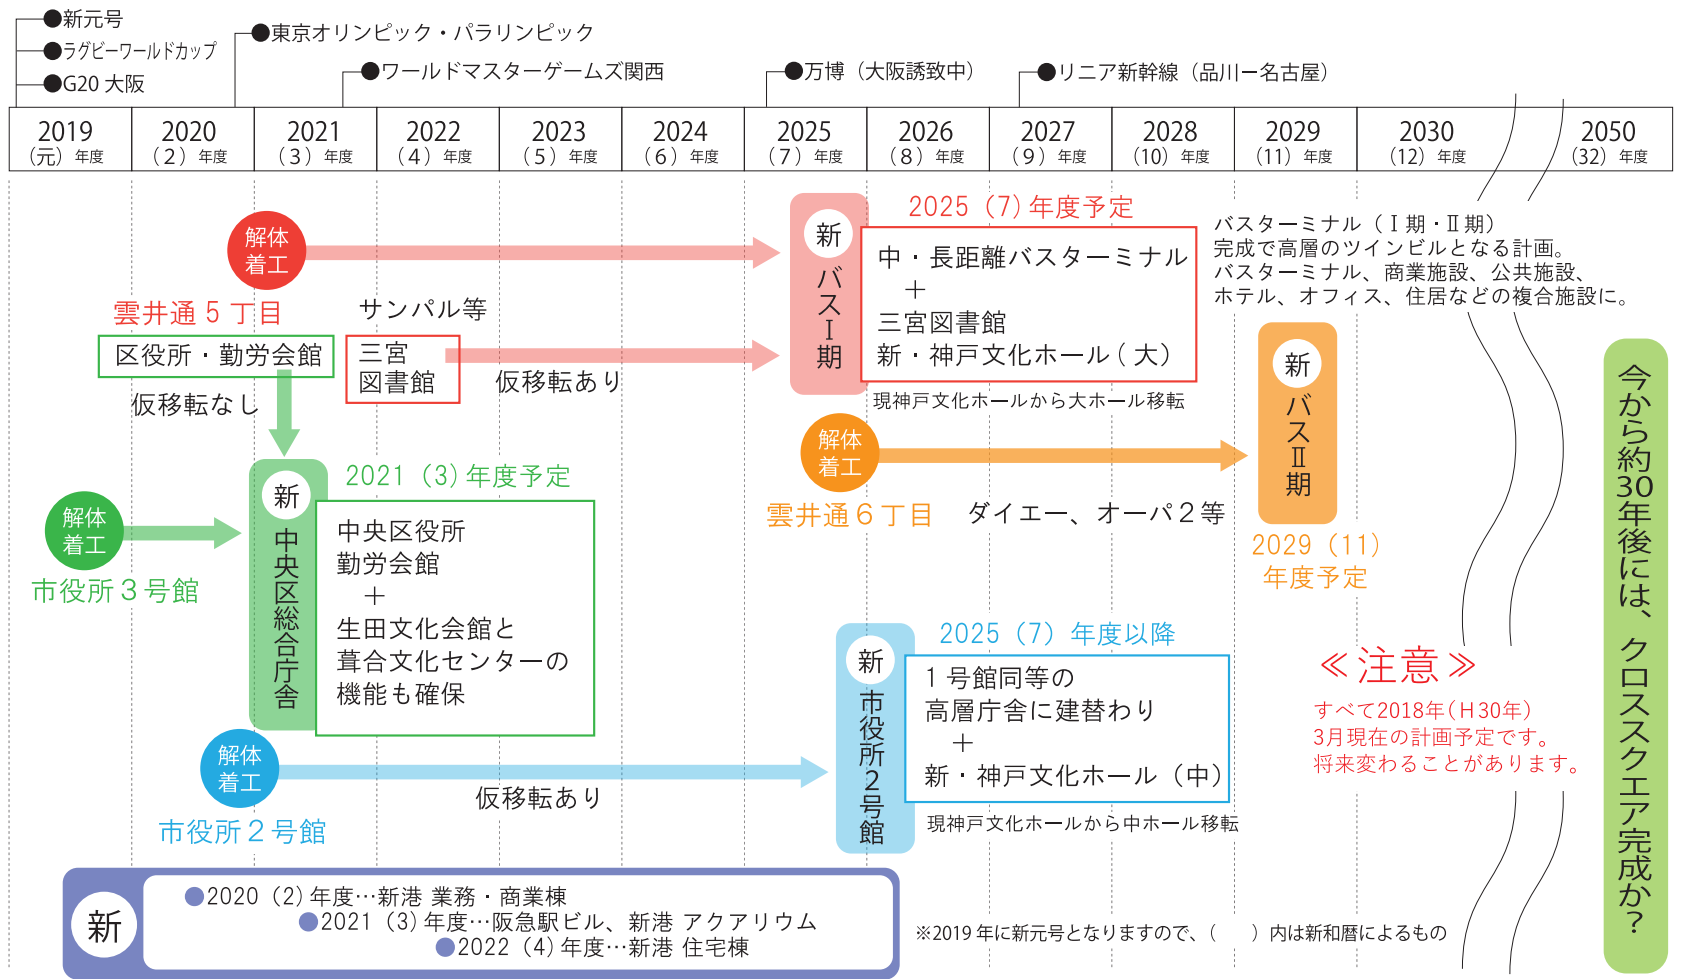 ●新元号
●ラグビーワールドカップ
●G20 大阪
●東京オリンピック・パラリンピック
●ワールドマスターゲームズ関西
●万博（大阪誘致中）
●リニア新幹線（品川ー名古屋）
2019
（元）年度
2020
（2）年度
2021
（3）年度
2022
（4）年度
2023
（5）年度
2024
（6）年度
2025
（7）年度
2026
（8）年度
2027
（9）年度
2028
（10）年度
2029
（11）年度
2030
（12）年度
2050
（32）年度
解体
着工
雲井通5丁目
区役所・勤労会館
仮移転なし
サンパル等
三宮
図書館
仮移転あり
新
バスⅠ期
2025（7)年度予定
中・長距離バスターミナル
＋
三宮図書館
新・神戸文化ホール(大）
現神戸文化ホールから大ホール移転
バスターミナル（Ⅰ期・Ⅱ期）
完成で高層のツインビルとなる計画。
バスターミナル、商業施設、公共施設、
ホテル、オフィス、住居などの複合施設に。
解体
着工
雲井通6丁目
ダイエー、オーパ2等
新
バスⅡ期
2029（11）
年度予定
解体
着工
市役所3号館
新
中央区総合庁舎
2021（3)年度予定
中央区役所
勤労会館
＋
生田文化会館と
葺合文化センターの
機能も確保
解体
着工
市役所2号館
仮移転あり
新
市役所2号館
2025（7）年度以降
1号館同等の
高層庁舎に建替わり
＋
新・神戸文化ホール（中）
現神戸文化ホールから中ホール移転
≪注意≫
すべて2018年(H30年）
3月現在の計画予定です。
将来変わることがあります。
今から約30年後には、クロススクエア完成か？
新
●2020（2)年度…新港 業務・商業棟
●2021（3)年度…阪急駅ビル、新港 アクアリウム
●2022（4)年度…新港 住宅棟
※2019年に新元号となりますので、（　　）内は新和暦によるもの